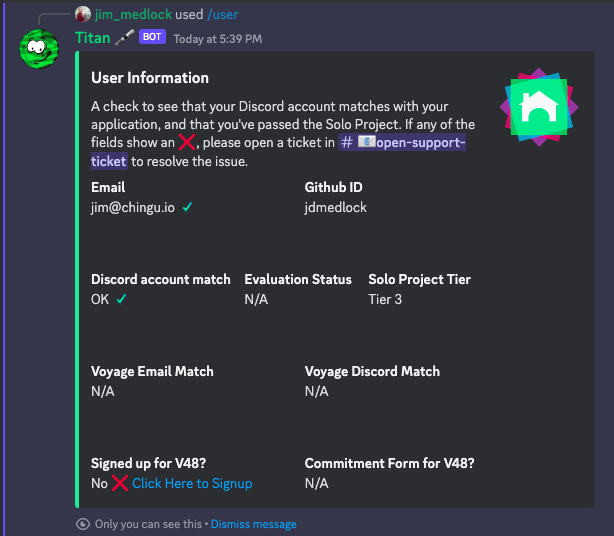 jim_medlock used /user
Titan BOT Today at 5:39 PM
User Information
A check to see that your Discord account matches with your
application, and that you've passed the Solo Project. If any of the
fields show an ❌, please open a ticket in # 📧open-support-
ticket to resolve the issue.
Email Github ID
jim@chingu.io ✓ jdmedlock
Discord account match Evaluation Status Solo Project Tier
OK ✓ N/A Tier 3
Voyage Email Match Voyage Discord Match
N/A N/A
Signed up for V48? Commitment Form for V48?
No ❌ Click Here to Signup N/A
Only you can see this • Dismiss message